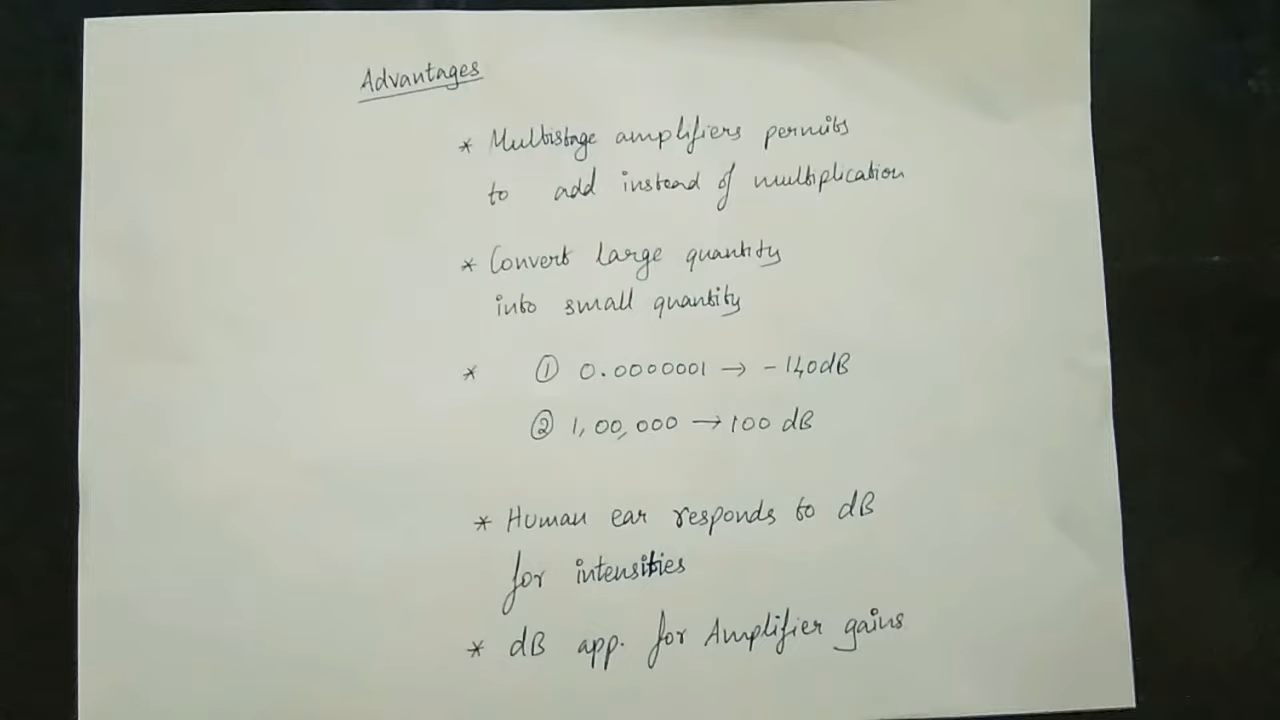 Advantages
* Multistage amplifiers permits
to add instead of multiplication
* Convert large quantity
into small quantity
* ① 0.0000001 → -140dB
② 1,00,000 → 100 dB
* Human ear responds to dB
for intensities
* dB app. for Amplifier gains